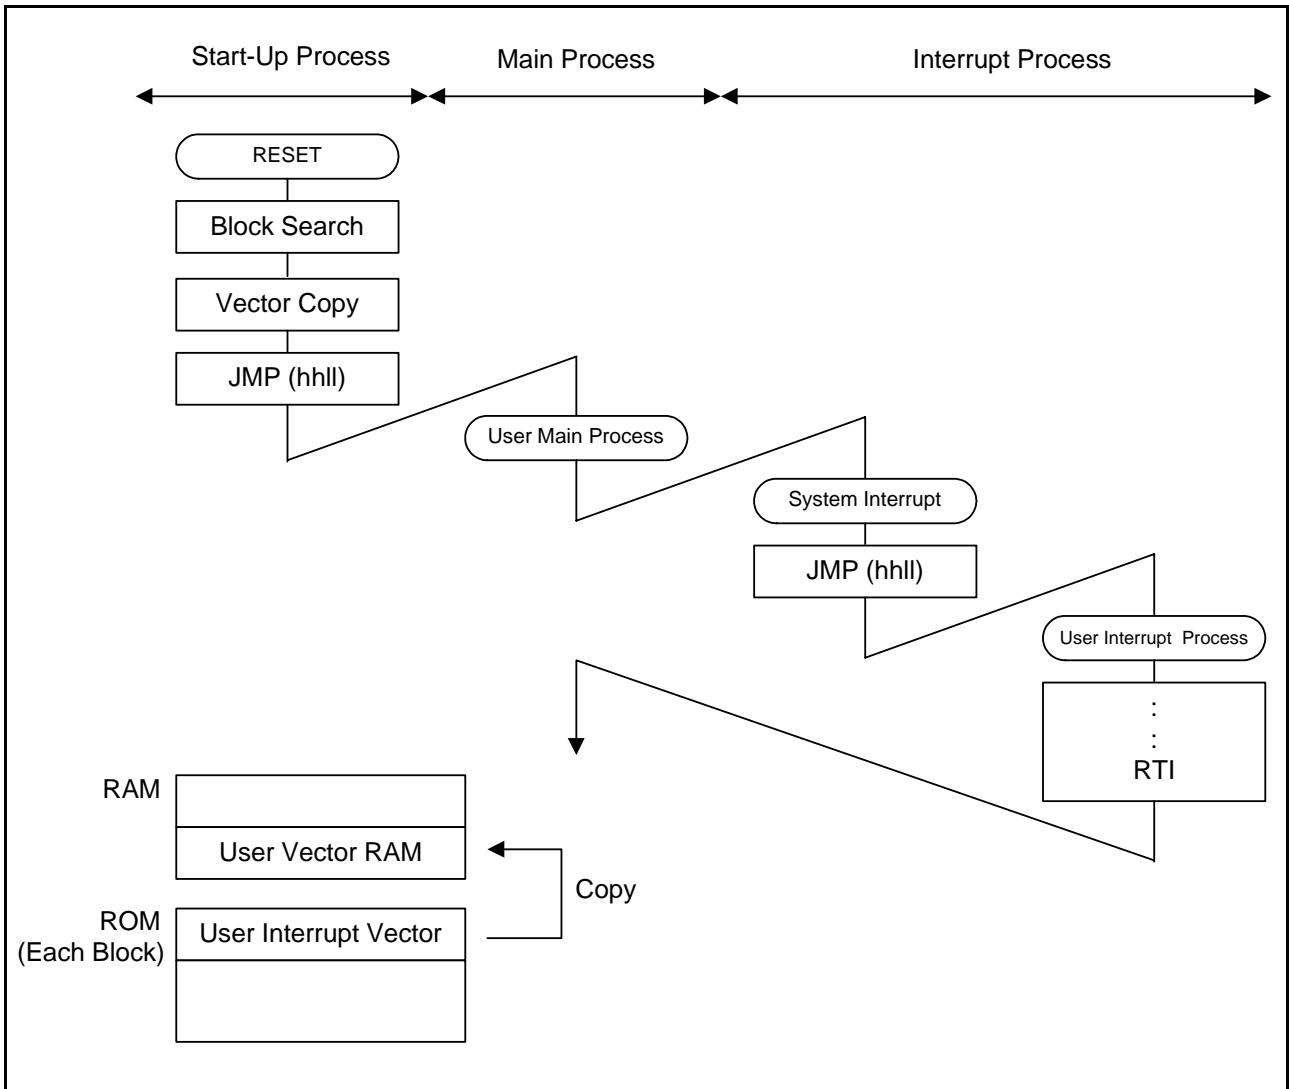 Start-Up Process
Main Process
Interrupt Process
RESET
Block Search
Vector Copy
JMP (hhll)
User Main Process
System Interrupt
JMP (hhll)
User Interrupt Process
:
:
RTI
RAM
User Vector RAM
Copy
ROM
(Each Block)
User Interrupt Vector